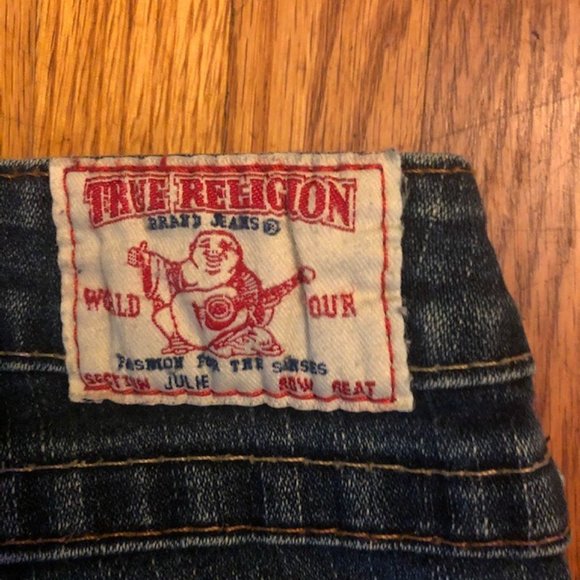 TRUE RELIGION
BRAND JEANS ®
WORLD TOUR
FASHION FOR THE SENSES
SECTION JULIE ROW SEAT